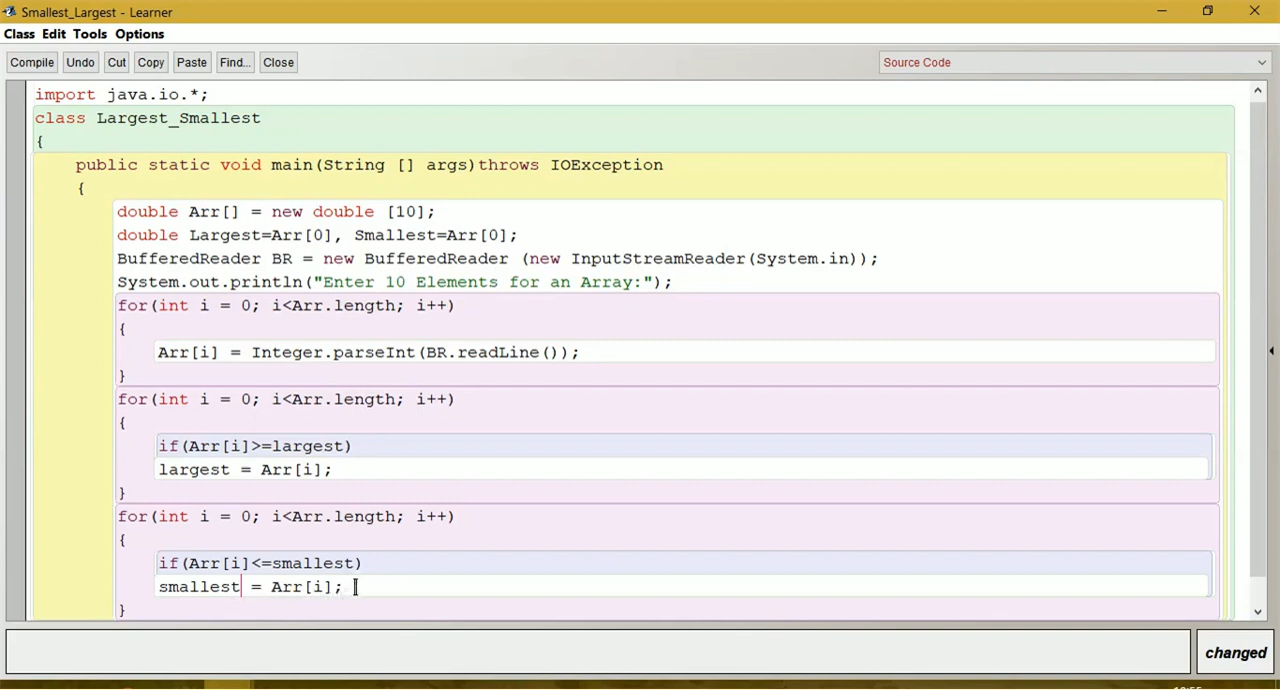 Smallest_Largest - Learner
Class Edit Tools Options
Compile Undo Cut Copy Paste Find... Close Source Code
import java.io.*;
class Largest_Smallest
{
public static void main(String [] args)throws IOException
{
double Arr[] = new double [10];
double Largest=Arr[0], Smallest=Arr[0];
BufferedReader BR = new BufferedReader (new InputStreamReader(System.in));
System.out.println("Enter 10 Elements for an Array:");
for(int i = 0; i<Arr.length; i++)
{
Arr[i] = Integer.parseInt(BR.readLine());
}
for(int i = 0; i<Arr.length; i++)
{
if(Arr[i]>=largest)
largest = Arr[i];
}
for(int i = 0; i<Arr.length; i++)
{
if(Arr[i]<=smallest)
smallest = Arr[i];
}
changed